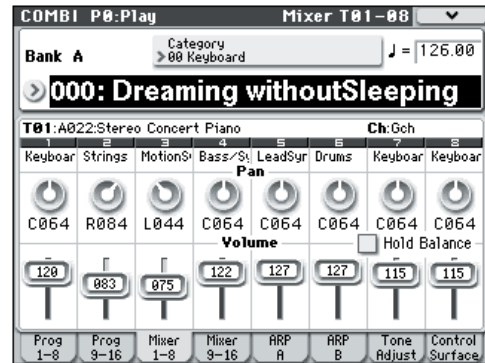 COMBI P0:Play Mixer T01-08
Bank A Category ♩= 126.00
00 Keyboard
000: Dreaming withoutSleeping
T01:A022:Stereo Concert Piano Ch:Gch
1 2 3 4 5 6 7 8
Keyboar Strings MotionS Bass/Sy LeadSyr Drums Keyboar Keyboar
Pan
C064 R084 L044 C064 C064 C064 C064 C064
Volume Hold Balance
120 083 075 122 127 127 115 115
Prog Prog Mixer Mixer ARP ARP Tone Control
1-8 9-16 1-8 9-16 A B Adjust Surface